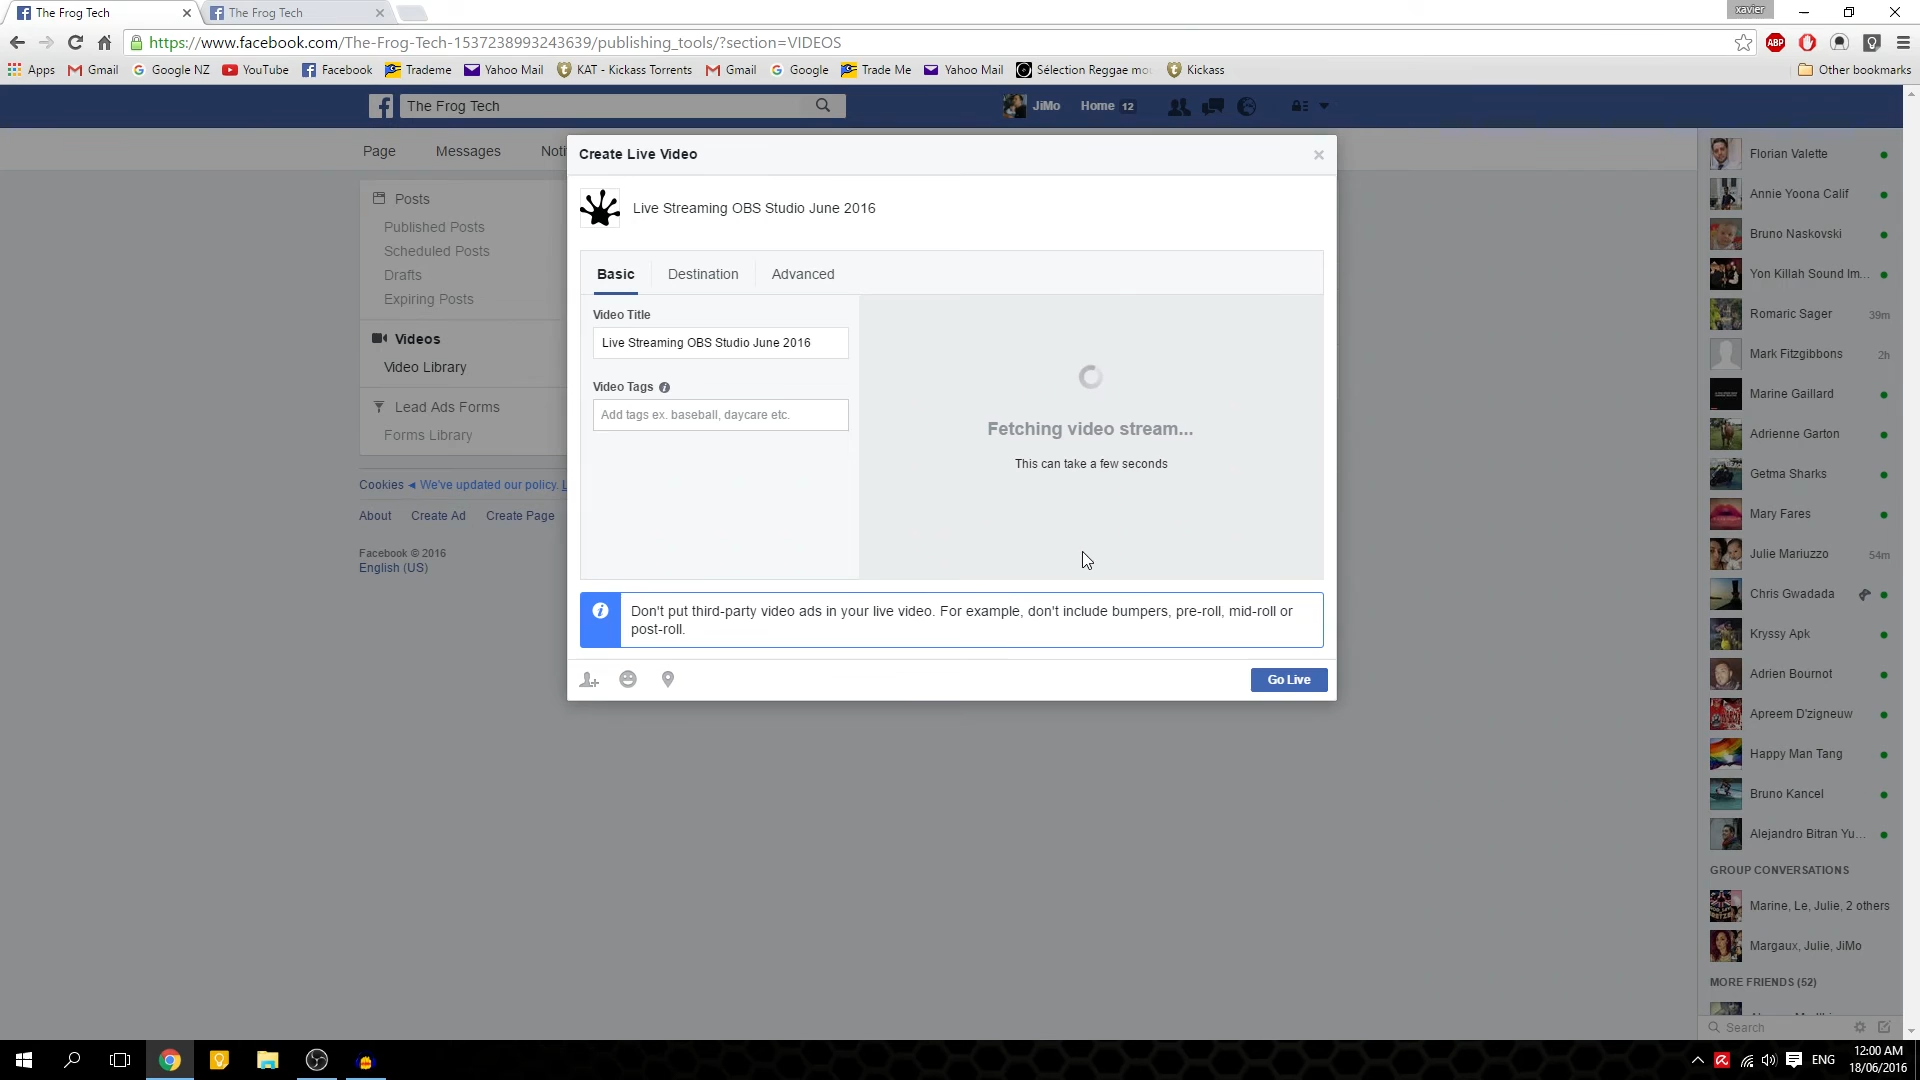 The Frog Tech
The Frog Tech
xavier
https://www.facebook.com/The-Frog-Tech-1537238993243639/publishing_tools/?section=VIDEOS
ABP
Apps Gmail Google NZ YouTube Facebook Trademe Yahoo Mail KAT - Kickass Torrents Gmail Google Trade Me Yahoo Mail Sélection Reggae mo Kickass Other bookmarks
The Frog Tech
JiMo Home 12
Page Messages Noti
Create Live Video
Live Streaming OBS Studio June 2016
Posts
Published Posts
Scheduled Posts
Drafts
Expiring Posts
Videos
Video Library
Lead Ads Forms
Forms Library
Cookies ◄ We've updated our policy. L
About Create Ad Create Page
Facebook © 2016
English (US)
Basic Destination Advanced
Video Title
Live Streaming OBS Studio June 2016
Video Tags
Add tags ex. baseball, daycare etc.
Fetching video stream...
This can take a few seconds
Don't put third-party video ads in your live video. For example, don't include bumpers, pre-roll, mid-roll or
post-roll.
Go Live
Florian Valette
Annie Yoona Calif
Bruno Naskovski
Yon Killah Sound Im...
Romaric Sager 39m
Mark Fitzgibbons 2h
Marine Gaillard
Adrienne Garton
Getma Sharks
Mary Fares
Julie Mariuzzo 54m
Chris Gwadada
Kryssy Apk
Adrien Bournot
Apreem D'zigneuw
Happy Man Tang
Bruno Kancel
Alejandro Bitran Yu...
GROUP CONVERSATIONS
Marine, Le, Julie, 2 others
Margaux, Julie, JiMo
MORE FRIENDS (52)
Search
ENG
12:00 AM
18/06/2016